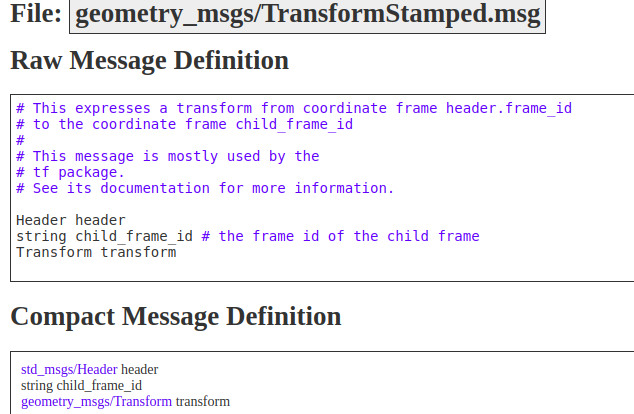 File: geometry_msgs/TransformStamped.msg
Raw Message Definition
# This expresses a transform from coordinate frame header.frame_id
# to the coordinate frame child_frame_id
#
# This message is mostly used by the
# tf package.
# See its documentation for more information.
Header header
string child_frame_id # the frame id of the child frame
Transform transform
Compact Message Definition
std_msgs/Header header
string child_frame_id
geometry_msgs/Transform transform